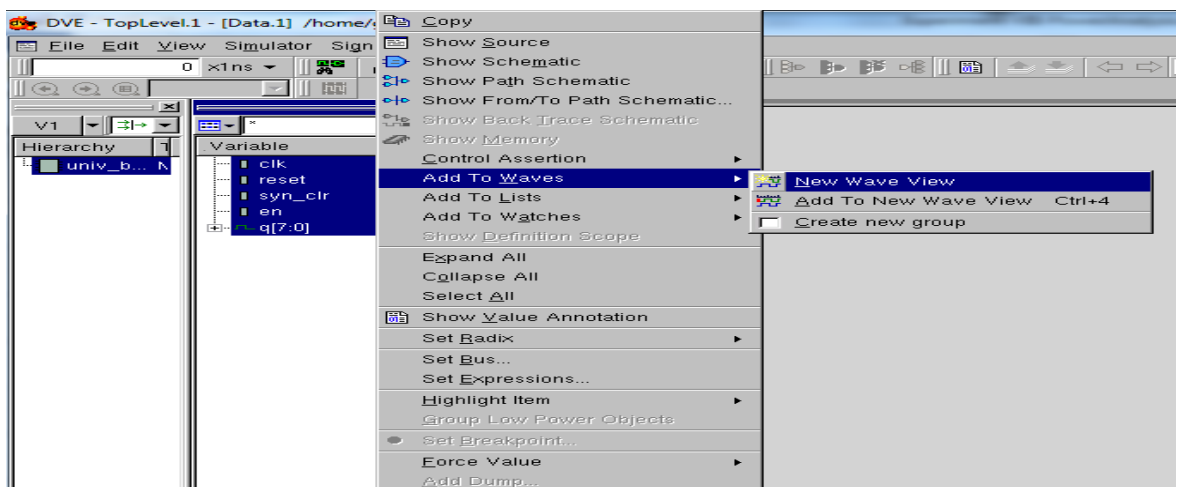 DVE - TopLevel.1 - [Data.1] /home/
File Edit View Simulator Sign
0 x1ns
V1
*
Hierarchy T
univ_b... N
Variable
clk
reset
syn_clr
en
q[7:0]
Copy
Show Source
Show Schematic
Show Path Schematic
Show From/To Path Schematic...
Show Back Trace Schematic
Show Memory
Control Assertion
Add To Waves
Add To Lists
Add To Watches
Show Definition Scope
Expand All
Collapse All
Select All
Show Value Annotation
Set Radix
Set Bus...
Set Expressions...
Highlight Item
Group Low Power Objects
Set Breakpoint...
Force Value
Add Dump...
New Wave View
Add To New Wave View Ctrl+4
Create new group